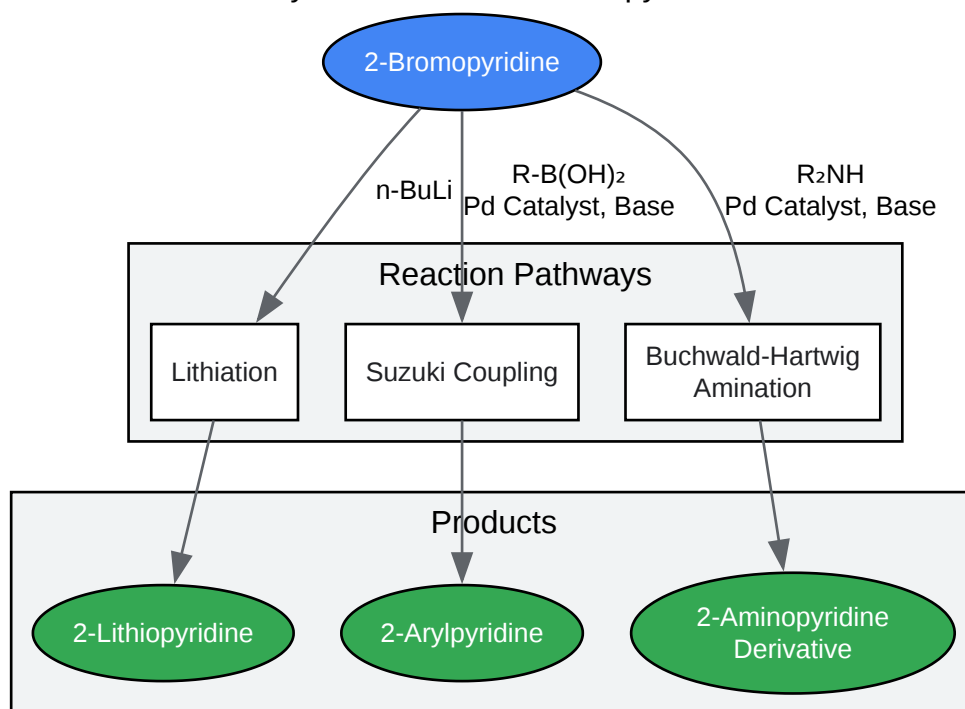 2-Bromopyridine
n-BuLi
R-B(OH)₂
Pd Catalyst, Base
R₂NH
Pd Catalyst, Base
Reaction Pathways
Lithiation
Suzuki Coupling
Buchwald-Hartwig
Amination
Products
2-Lithiopyridine
2-Arylpyridine
2-Aminopyridine
Derivative